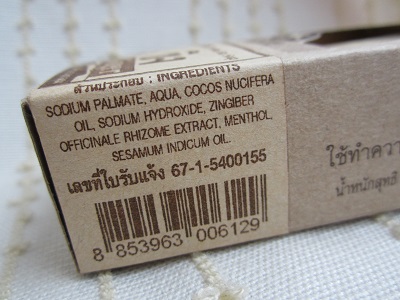 ส่วนประกอบ : INGREDIENTS
SODIUM PALMATE, AQUA, COCOS NUCIFERA
OIL, SODIUM HYDROXIDE, ZINGIBER
OFFICINALE RHIZOME EXTRACT, MENTHOL
SESAMUM INDICUM OIL.
เลขที่ใบรับแจ้ง 67-1-5400155
8 853963 006129
ใช้ทำควา
น้ำหนักสุทธิ